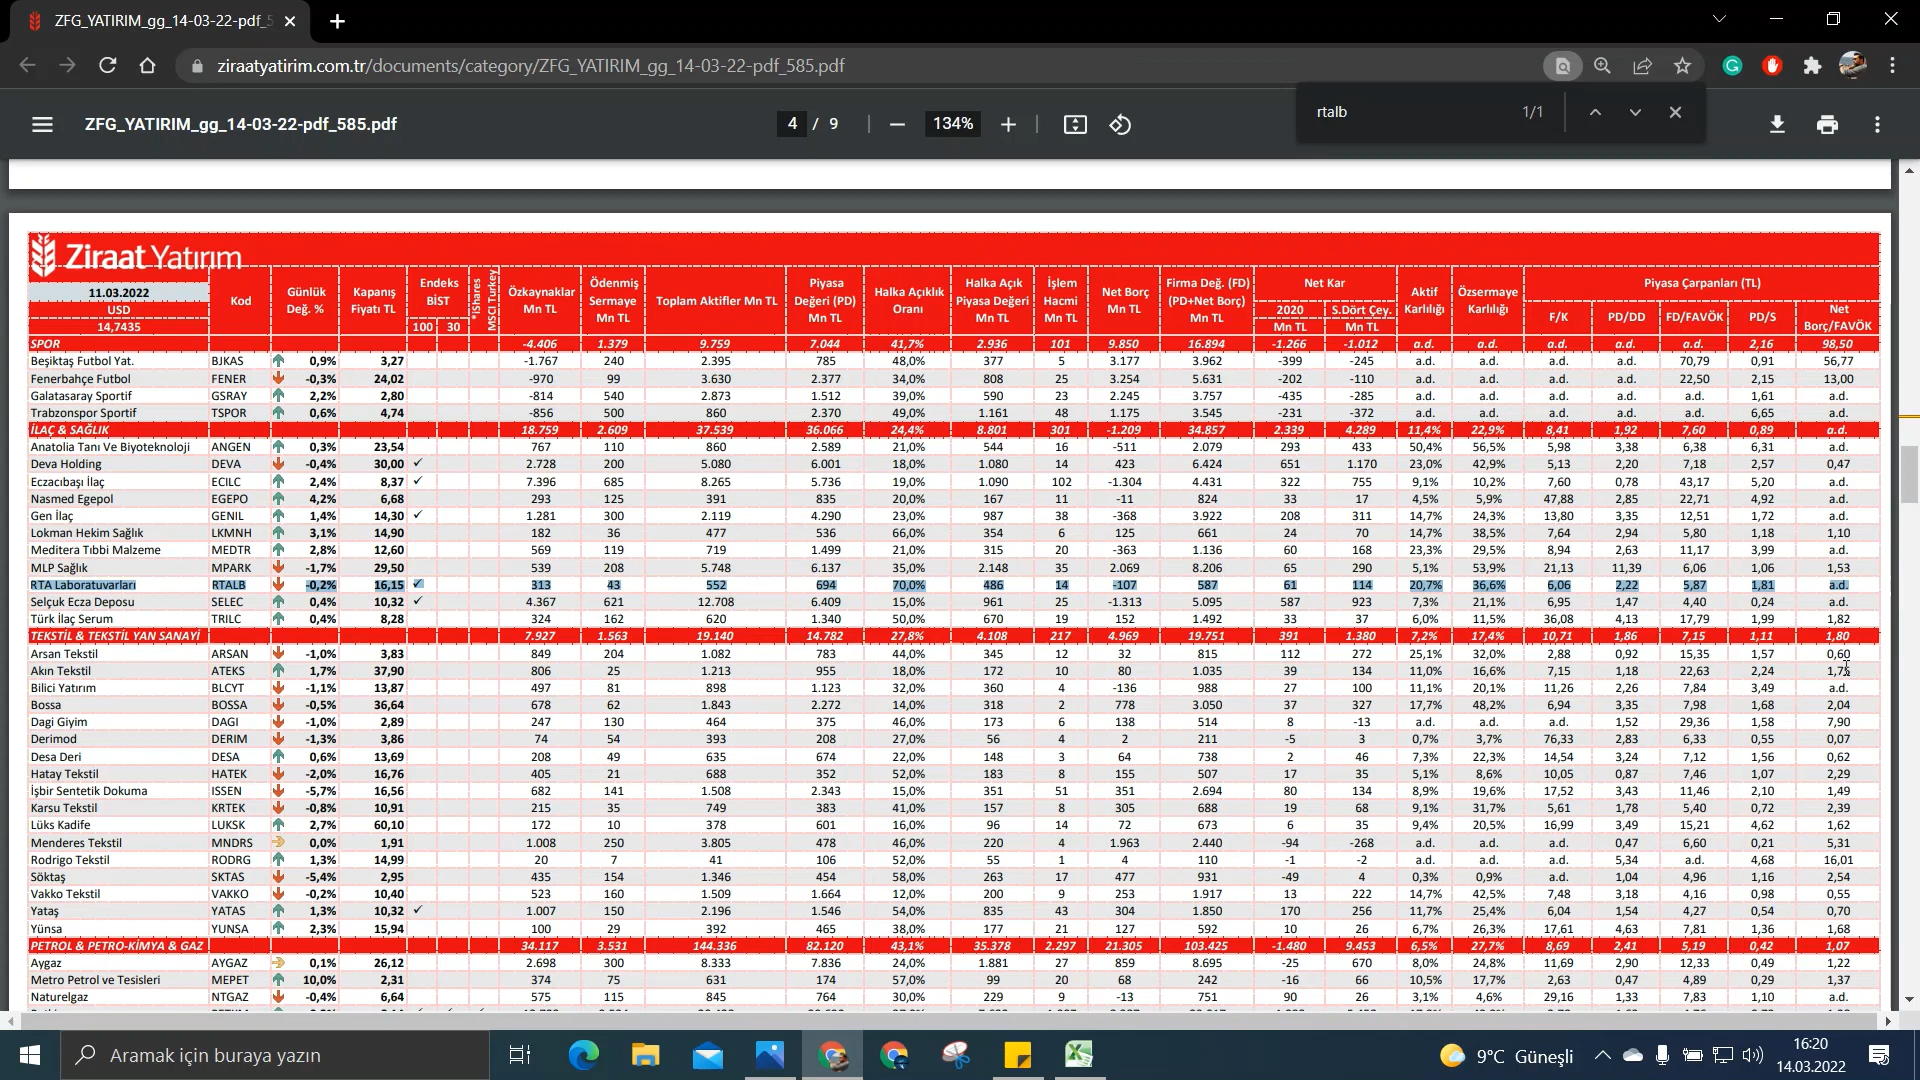 ZFG_YATIRIM_gg_14-03-22-pdf_5
ziraatyatirim.com.tr/documents/category/ZFG_YATIRIM_gg_14-03-22-pdf_585.pdf
rtalb 1/1
ZFG_YATIRIM_gg_14-03-22-pdf_585.pdf 4 / 9 134%
Ziraat Yatırım
11.03.2022
USD
14,7435
Kod Günlük Değ. % Kapanış Fiyatı TL Endeks BİST 100 30 *iShares MSCI Turkey Özkaynaklar Mn TL Ödenmiş Sermaye Mn TL Toplam Aktifler Mn TL Piyasa Değeri (PD) Mn TL Halka Açıklık Oranı Halka Açık Piyasa Değeri Mn TL İşlem Hacmi Mn TL Net Borç Mn TL Firma Değ. (FD) (PD+Net Borç) Mn TL Net Kar 2020 Mn TL S.Dört Çey. Mn TL Aktif Karlılığı Özsermaye Karlılığı Piyasa Çarpanları (TL) F/K PD/DD FD/FAVÖK PD/S Net Borç/FAVÖK
SPOR -4.406 1.379 9.759 7.044 41,7% 2.936 101 9.850 16.894 -1.266 -1.012 a.d. a.d. a.d. a.d. a.d. 2,16 98,50
Beşiktaş Futbol Yat. BJKAS 0,9% 3,27 -1.767 240 2.395 785 48,0% 377 5 3.177 3.962 -399 -245 a.d. a.d. a.d. a.d. 70,79 0,91 56,77
Fenerbahçe Futbol FENER -0,3% 24,02 -970 99 3.630 2.377 34,0% 808 25 3.254 5.631 -202 -110 a.d. a.d. a.d. a.d. 22,50 2,15 13,00
Galatasaray Sportif GSRAY 2,2% 2,80 -814 540 2.873 1.512 39,0% 590 23 2.245 3.757 -435 -285 a.d. a.d. a.d. a.d. a.d. 1,61 a.d.
Trabzonspor Sportif TSPOR 0,6% 4,74 -856 500 860 2.370 49,0% 1.161 48 1.175 3.545 -231 -372 a.d. a.d. a.d. a.d. a.d. 6,65 a.d.
İLAÇ & SAĞLIK 18.759 2.609 37.539 36.066 24,4% 8.801 301 -1.209 34.857 2.339 4.289 11,4% 22,9% 8,41 1,92 7,60 0,89 a.d.
Anatolia Tanı Ve Biyoteknoloji ANGEN 0,3% 23,54 767 110 860 2.589 21,0% 544 16 -511 2.079 293 433 50,4% 56,5% 5,98 3,38 6,38 6,31 a.d.
Deva Holding DEVA -0,4% 30,00 ✓ 2.728 200 5.080 6.001 18,0% 1.080 14 423 6.424 651 1.170 23,0% 42,9% 5,13 2,20 7,18 2,57 0,47
Eczacıbaşı İlaç ECILC 2,4% 8,37 ✓ 7.396 685 8.265 5.736 19,0% 1.090 102 -1.304 4.431 322 755 9,1% 10,2% 7,60 0,78 43,17 5,20 a.d.
Nasmed Egepol EGEPO 4,2% 6,68 293 125 391 835 20,0% 167 11 -11 824 33 17 4,5% 5,9% 47,88 2,85 22,71 4,92 a.d.
Gen İlaç GENIL 1,4% 14,30 ✓ 1.281 300 2.119 4.290 23,0% 987 38 -368 3.922 208 311 14,7% 24,3% 13,80 3,35 12,51 1,72 a.d.
Lokman Hekim Sağlık LKMNH 3,1% 14,90 182 36 477 536 66,0% 354 6 125 661 24 70 14,7% 38,5% 7,64 2,94 5,80 1,18 1,10
Meditera Tıbbi Malzeme MEDTR 2,8% 12,60 569 119 719 1.499 21,0% 315 20 -363 1.136 60 168 23,3% 29,5% 8,94 2,63 11,17 3,99 a.d.
MLP Sağlık MPARK -1,7% 29,50 539 208 5.748 6.137 35,0% 2.148 35 2.069 8.206 65 290 5,1% 53,9% 21,13 11,39 6,06 1,06 1,53
RTA Laboratuvarları RTALB -0,2% 16,15 ✓ 313 43 552 694 70,0% 486 14 -107 587 61 114 20,7% 36,6% 6,06 2,22 5,87 1,81 a.d.
Selçuk Ecza Deposu SELEC 0,4% 10,32 ✓ 4.367 621 12.708 6.409 15,0% 961 25 -1.313 5.095 587 923 7,3% 21,1% 6,95 1,47 4,40 0,24 a.d.
Türk İlaç Serum TRILC 0,4% 8,28 324 162 620 1.340 50,0% 670 19 152 1.492 33 37 6,0% 11,5% 36,08 4,13 17,79 1,99 1,82
TEKSTİL & TEKSTİL YAN SANAYİ 7.927 1.563 19.140 14.782 27,8% 4.108 217 4.969 19.751 391 1.380 7,2% 17,4% 10,71 1,86 7,15 1,11 1,80
Arsan Tekstil ARSAN -1,0% 3,83 849 204 1.082 783 44,0% 345 12 32 815 112 272 25,1% 32,0% 2,88 0,92 15,35 1,57 0,60
Akın Tekstil ATEKS 1,7% 37,90 806 25 1.213 955 18,0% 172 10 80 1.035 39 134 11,0% 16,6% 7,15 1,18 22,63 2,24
Bilici Yatırım BLCYT -1,1% 13,87 497 81 898 1.123 32,0% 360 4 -136 988 27 100 11,1% 20,1% 11,26 2,26 7,84 3,49 a.d.
Bossa BOSSA -0,5% 36,64 678 62 1.843 2.272 14,0% 318 2 778 3.050 37 327 17,7% 48,2% 6,94 3,35 7,98 1,68 2,04
Dagi Giyim DAGI -1,0% 2,89 247 130 464 375 46,0% 173 6 138 514 8 -13 a.d. a.d. a.d. 1,52 29,36 1,58 7,90
Derimod DERIM -1,3% 3,86 74 54 393 208 27,0% 56 4 2 211 -5 3 0,7% 3,7% 76,33 2,83 6,33 0,55 0,07
Desa Deri DESA 0,6% 13,69 208 49 635 674 22,0% 148 3 64 738 2 46 7,3% 22,3% 14,54 3,24 7,12 1,56 0,62
Hatay Tekstil HATEK -2,0% 16,76 405 21 688 352 52,0% 183 8 155 507 17 35 5,1% 8,6% 10,05 0,87 7,46 1,07 2,29
İşbir Sentetik Dokuma ISSEN -5,7% 16,56 682 141 1.508 2.343 15,0% 351 51 351 2.694 80 134 8,9% 19,6% 17,52 3,43 11,46 2,10 1,49
Karsu Tekstil KRTEK -0,8% 10,91 215 35 749 383 41,0% 157 8 305 688 19 68 9,1% 31,7% 5,61 1,78 5,40 0,72 2,39
Lüks Kadife LUKSK 2,7% 60,10 172 10 378 601 16,0% 96 14 72 673 6 35 9,4% 20,5% 16,99 3,49 15,21 4,62 1,62
Menderes Tekstil MNDRS 0,0% 1,91 1.008 250 3.805 478 46,0% 220 4 1.963 2.440 -94 -268 a.d. a.d. a.d. 0,47 6,60 0,21 5,31
Rodrigo Tekstil RODRG 1,3% 14,99 20 7 41 106 52,0% 55 1 4 110 -1 -2 a.d. a.d. a.d. 5,34 a.d. 4,68 16,01
Söktaş SKTAS -5,4% 2,95 435 154 1.346 454 58,0% 263 17 477 931 -49 4 0,3% 0,9% a.d. 1,04 4,96 1,16 2,54
Vakko Tekstil VAKKO -0,2% 10,40 523 160 1.509 1.664 12,0% 200 9 253 1.917 13 222 14,7% 42,5% 7,48 3,18 4,16 0,98 0,55
Yataş YATAS 1,3% 10,32 ✓ 1.007 150 2.196 1.546 54,0% 835 43 304 1.850 170 256 11,7% 25,4% 6,04 1,54 4,27 0,54 0,70
Yünsa YUNSA 2,3% 15,94 100 29 392 465 38,0% 177 21 127 592 10 26 6,7% 26,3% 17,61 4,63 7,81 1,36 1,68
PETROL & PETRO-KİMYA & GAZ 34.117 3.531 144.336 82.120 43,1% 35.378 2.297 21.305 103.425 -1.480 9.453 6,5% 27,7% 8,69 2,41 5,19 0,42 1,07
Aygaz AYGAZ 0,1% 26,12 2.698 300 8.333 7.836 24,0% 1.881 27 859 8.695 -25 670 8,0% 24,8% 11,69 2,90 12,33 0,49 1,22
Metro Petrol ve Tesisleri MEPET 10,0% 2,31 374 75 631 174 57,0% 99 20 68 242 -16 66 10,5% 17,7% 2,63 0,47 4,89 0,29 1,37
Naturelgaz NTGAZ -0,4% 6,64 575 115 845 764 30,0% 229 9 -13 751 90 26 3,1% 4,6% 29,16 1,33 7,83 1,10 a.d.
Aramak için buraya yazın
9°C Güneşli
16:20
14.03.2022